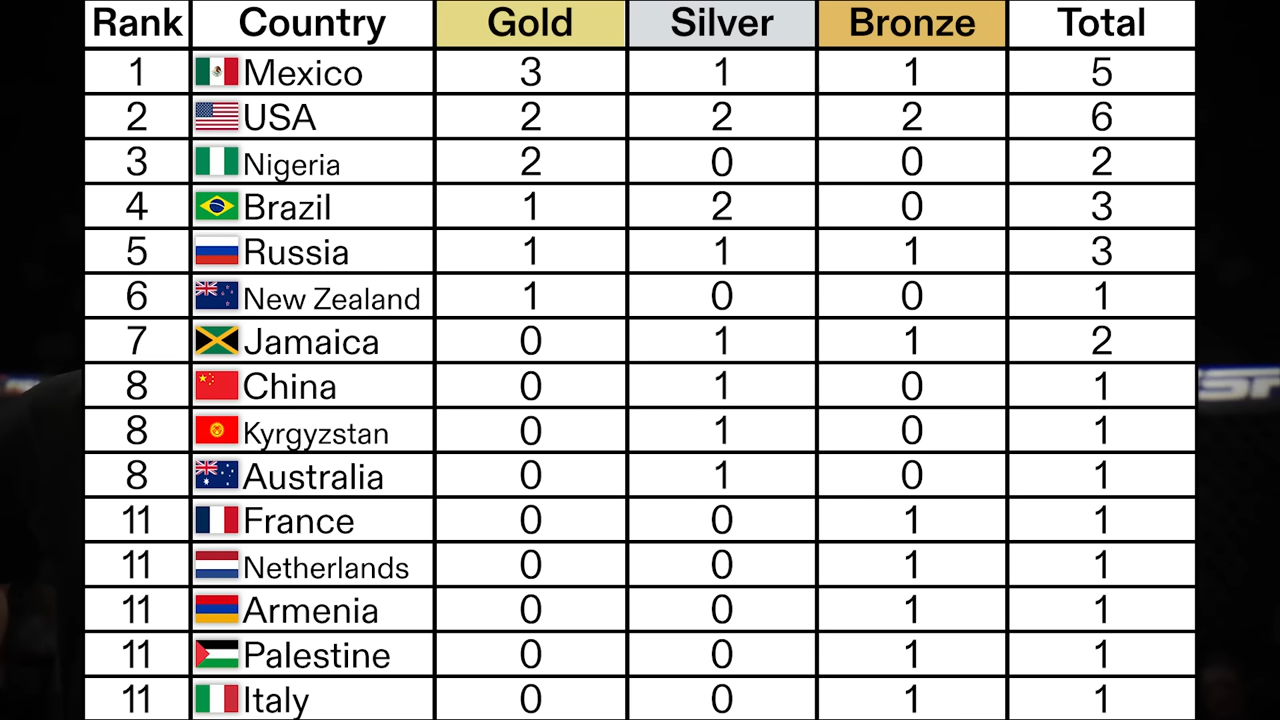 Rank Country Gold Silver Bronze Total
1 Mexico 3 1 1 5
2 USA 2 2 2 6
3 Nigeria 2 0 0 2
4 Brazil 1 2 0 3
5 Russia 1 1 1 3
6 New Zealand 1 0 0 1
7 Jamaica 0 1 1 2
8 China 0 1 0 1
8 Kyrgyzstan 0 1 0 1
8 Australia 0 1 0 1
11 France 0 0 1 1
11 Netherlands 0 0 1 1
11 Armenia 0 0 1 1
11 Palestine 0 0 1 1
11 Italy 0 0 1 1